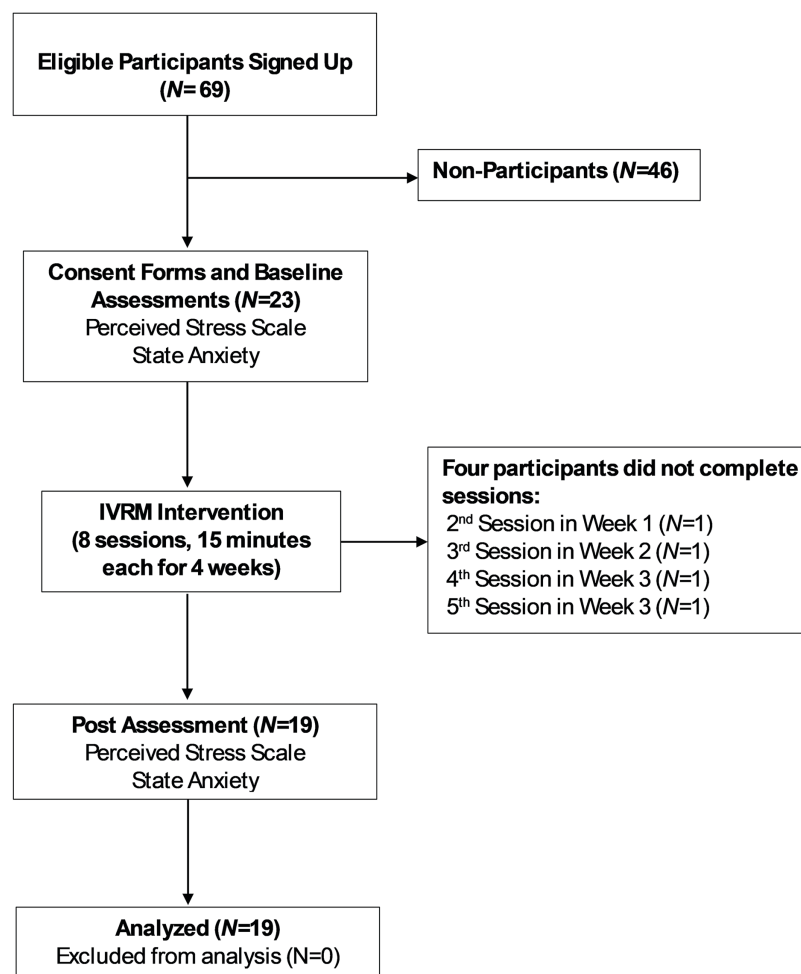 Eligible Participants Signed Up
(N= 69)
Non-Participants (N=46)
Consent Forms and Baseline
Assessments (N=23)
Perceived Stress Scale
State Anxiety
Four participants did not complete
sessions:
2nd Session in Week 1 (N=1)
3rd Session in Week 2 (N=1)
4th Session in Week 3 (N=1)
5th Session in Week 3 (N=1)
IVRM Intervention
(8 sessions, 15 minutes
each for 4 weeks)
Post Assessment (N=19)
Perceived Stress Scale
State Anxiety
Analyzed (N=19)
Excluded from analysis (N=0)